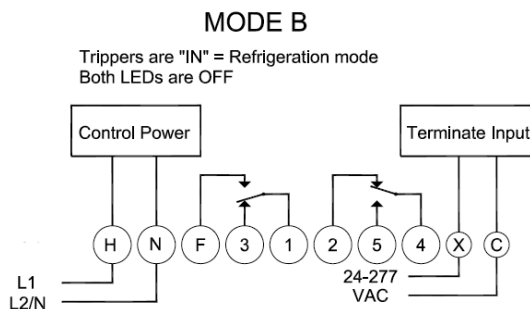 MODE B
Trippers are "IN" = Refrigeration mode
Both LEDs are OFF
Control Power
Terminate Input
H N F 3 1 2 5 4 X C
L1
L2/N
24-277
VAC